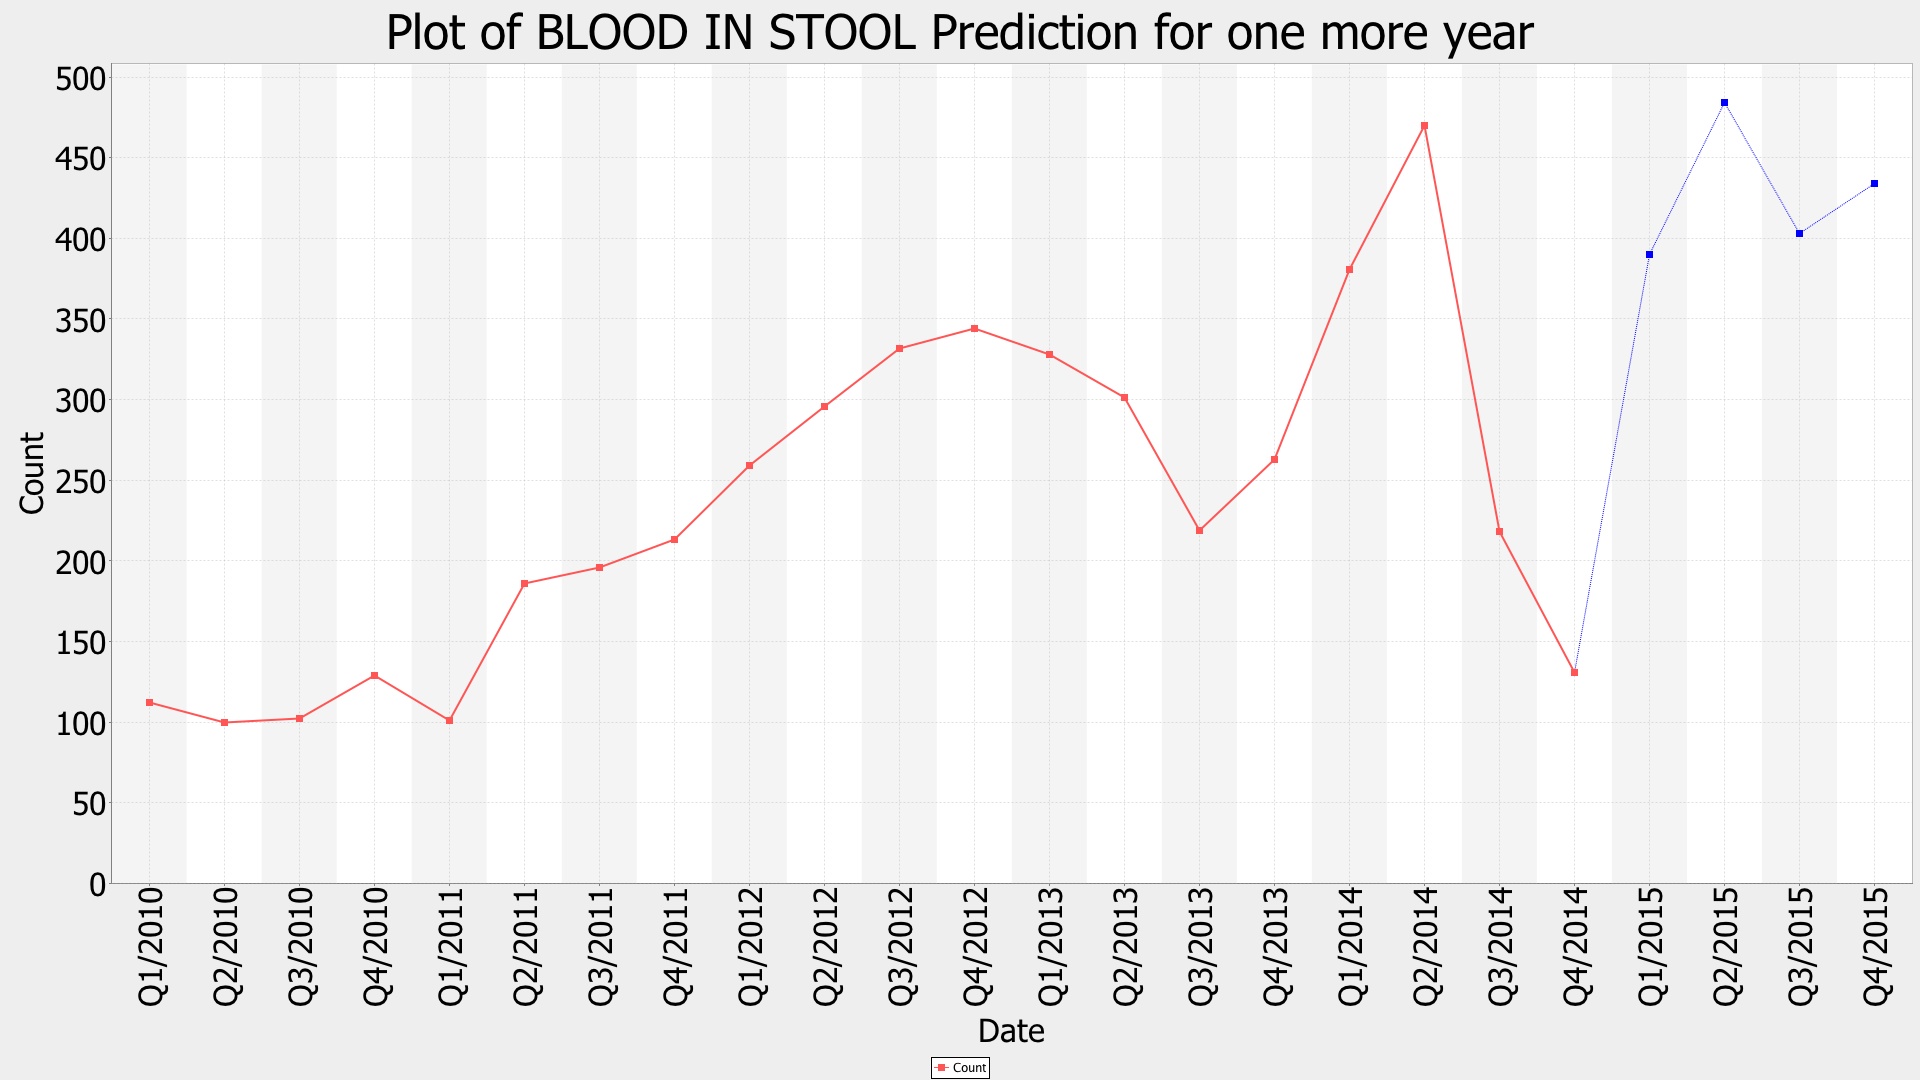 Plot of BLOOD IN STOOL Prediction for one more year
500
450
400
350
300
250
200
150
100
50
0
Count
Q1/2010
Q2/2010
Q3/2010
Q4/2010
Q1/2011
Q2/2011
Q3/2011
Q4/2011
Q1/2012
Q2/2012
Q3/2012
Q4/2012
Q1/2013
Q2/2013
Q3/2013
Q4/2013
Q1/2014
Q2/2014
Q3/2014
Q4/2014
Q1/2015
Q2/2015
Q3/2015
Q4/2015
Date
Count